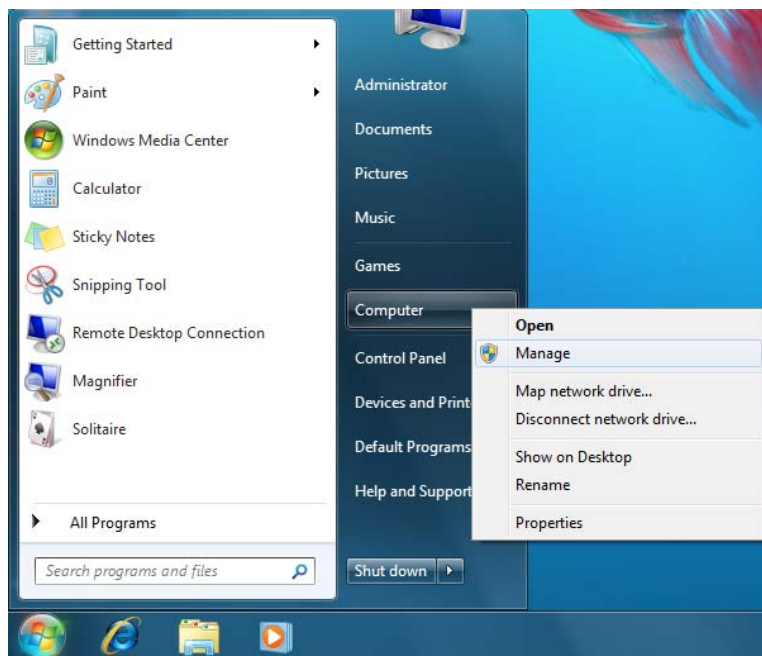 Getting Started
Paint
Windows Media Center
Calculator
Sticky Notes
Snipping Tool
Remote Desktop Connection
Magnifier
Solitaire
All Programs
Search programs and files
Administrator
Documents
Pictures
Music
Games
Computer
Control Panel
Devices and Print
Default Programs
Help and Support
Shut down
Open
Manage
Map network drive...
Disconnect network drive...
Show on Desktop
Rename
Properties